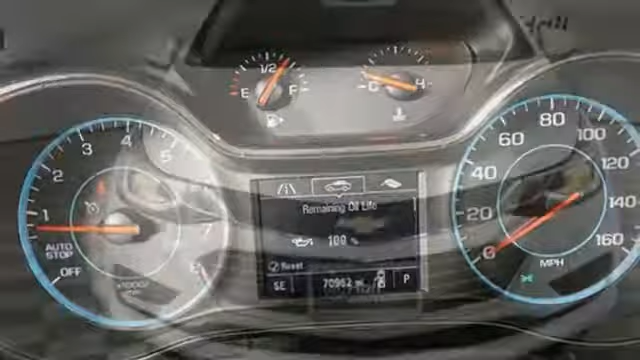 1/2
E F C H
1 2 3 4 5 7
AUTO STOP
OFF
x1000/
Remaining Oil Life
100 %
Reset
SE 70962 mi P
0 20 40 60 80 100 120 140 160
MPH